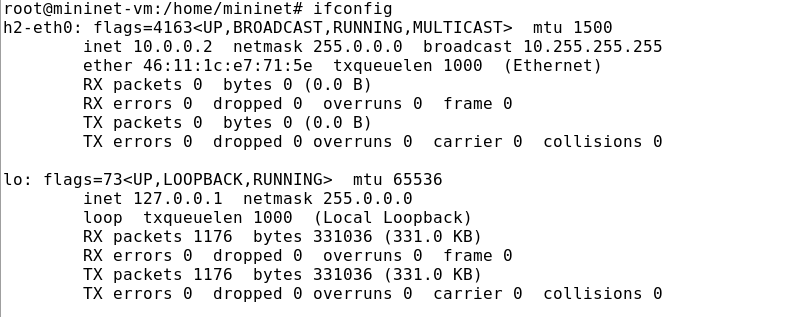 root@mininet-vm:/home/mininet# ifconfig
h2-eth0: flags=4163<UP,BROADCAST,RUNNING,MULTICAST>  mtu 1500
        inet 10.0.0.2  netmask 255.0.0.0  broadcast 10.255.255.255
        ether 46:11:1c:e7:71:5e  txqueuelen 1000  (Ethernet)
        RX packets 0  bytes 0 (0.0 B)
        RX errors 0  dropped 0  overruns 0  frame 0
        TX packets 0  bytes 0 (0.0 B)
        TX errors 0  dropped 0 overruns 0  carrier 0  collisions 0

lo: flags=73<UP,LOOPBACK,RUNNING>  mtu 65536
        inet 127.0.0.1  netmask 255.0.0.0
        loop  txqueuelen 1000  (Local Loopback)
        RX packets 1176  bytes 331036 (331.0 KB)
        RX errors 0  dropped 0  overruns 0  frame 0
        TX packets 1176  bytes 331036 (331.0 KB)
        TX errors 0  dropped 0 overruns 0  carrier 0  collisions 0